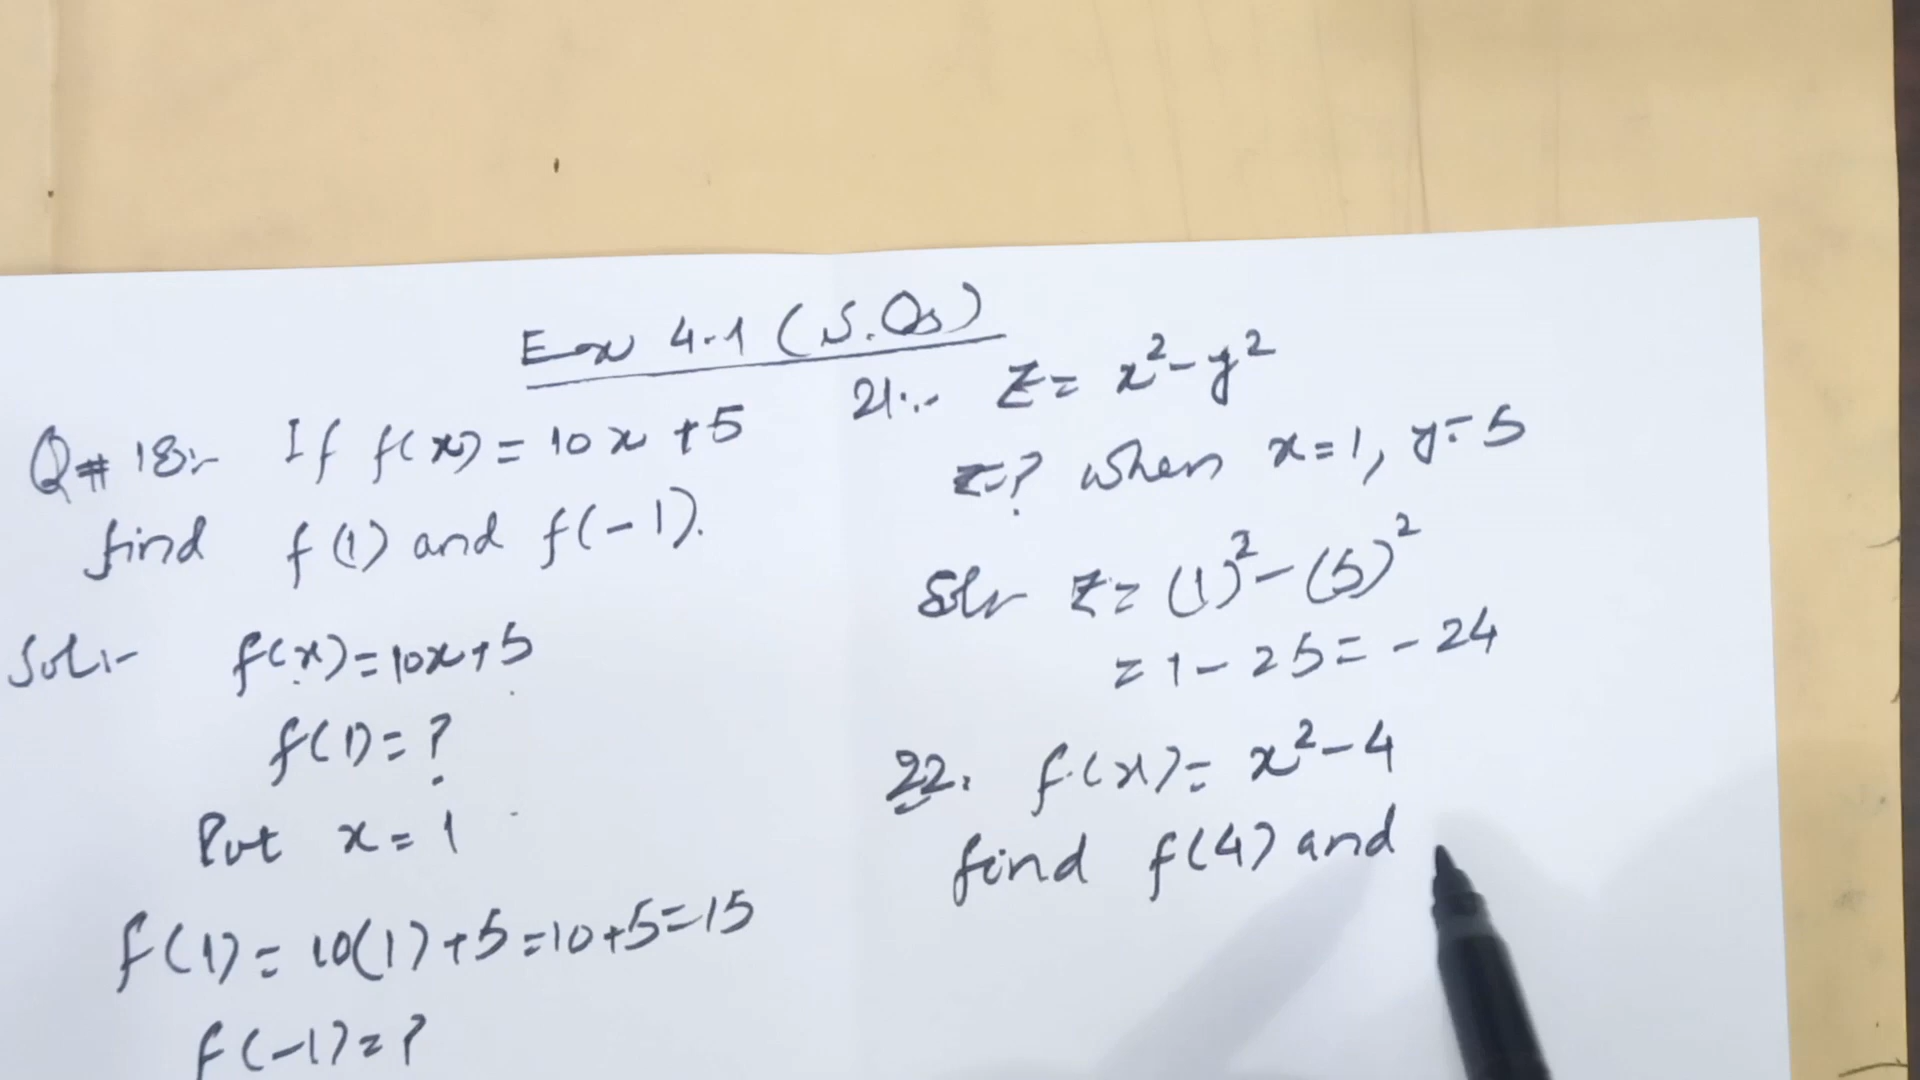 Ex 4.1 (S.Qs)
Q# 18:- If f(x) = 10x + 5
find f(1) and f(-1).
Sol:- f(x) = 10x + 5
f(1) = ?
Put x = 1
f(1) = 10(1) + 5 = 10 + 5 = 15
f(-1) = ?
21:- Z = x² - y²
z = ? when x = 1, y = 5
Sol:- Z = (1)² - (5)²
= 1 - 25 = - 24
22. f(x) = x² - 4
find f(4) and